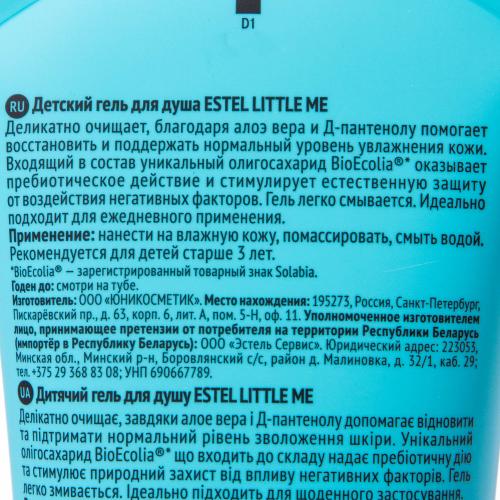 D1
RU Детский гель для душа ESTEL LITTLE ME
Деликатно очищает, благодаря алоэ вера и Д-пантенолу помогает
восстановить и поддержать нормальный уровень увлажнения кожи.
Входящий в состав уникальный олигосахарид BioEcolia®* оказывает
пребиотическое действие и стимулирует естественную защиту
от воздействия негативных факторов. Гель легко смывается. Идеально
подходит для ежедневного применения.
Применение: нанести на влажную кожу, помассировать, смыть водой.
Рекомендуется для детей старше 3 лет.
*BioEcolia® — зарегистрированный товарный знак Solabia.
Годен до: смотри на тубе.
Изготовитель: ООО «ЮНИКОСМЕТИК». Место нахождения: 195273, Россия, Санкт-Петербург,
Пискарёвский пр., д. 63, корп. 6, лит. А, пом. 5-Н, оф. 11. Уполномоченное изготовителем
лицо, принимающее претензии от потребителя на территории Республики Беларусь
(импортёр в Республику Беларусь): ООО «Эстель Сервис». Юридический адрес: 223053,
Минская обл., Минский р-н, Боровлянский с/с, район д. Малиновка, д. 32/1, каб. 29;
тел. +375 29 368 83 08; УНП 690667789.
UA Дитячий гель для душу ESTEL LITTLE ME
Делікатно очищає, завдяки алое вера і Д-пантенолу допомагає відновити
та підтримати нормальний рівень зволоження шкіри. Унікальний
олігосахарид BioEcolia®* що входить до складу надає пребіотичну дію
та стимулює природний захист від впливу негативних факторів. Гель
легко змивається. Ідеально підходить для щоденного застосування.